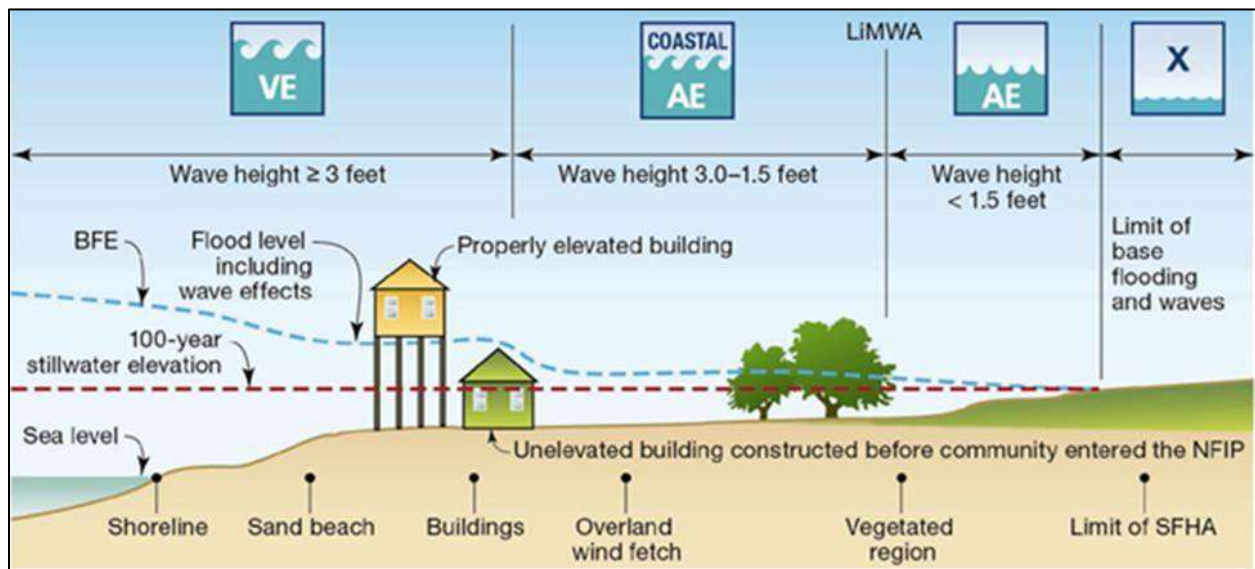 VE
COASTAL
AE
LiMWA
AE
X
Wave height ≥ 3 feet
Wave height 3.0–1.5 feet
Wave height
< 1.5 feet
BFE
Flood level
including
wave effects
Properly elevated building
Limit of
base
flooding
and waves
100-year
stillwater elevation
Sea level
Unelevated building constructed before community entered the NFIP
Shoreline
Sand beach
Buildings
Overland
wind fetch
Vegetated
region
Limit of SFHA